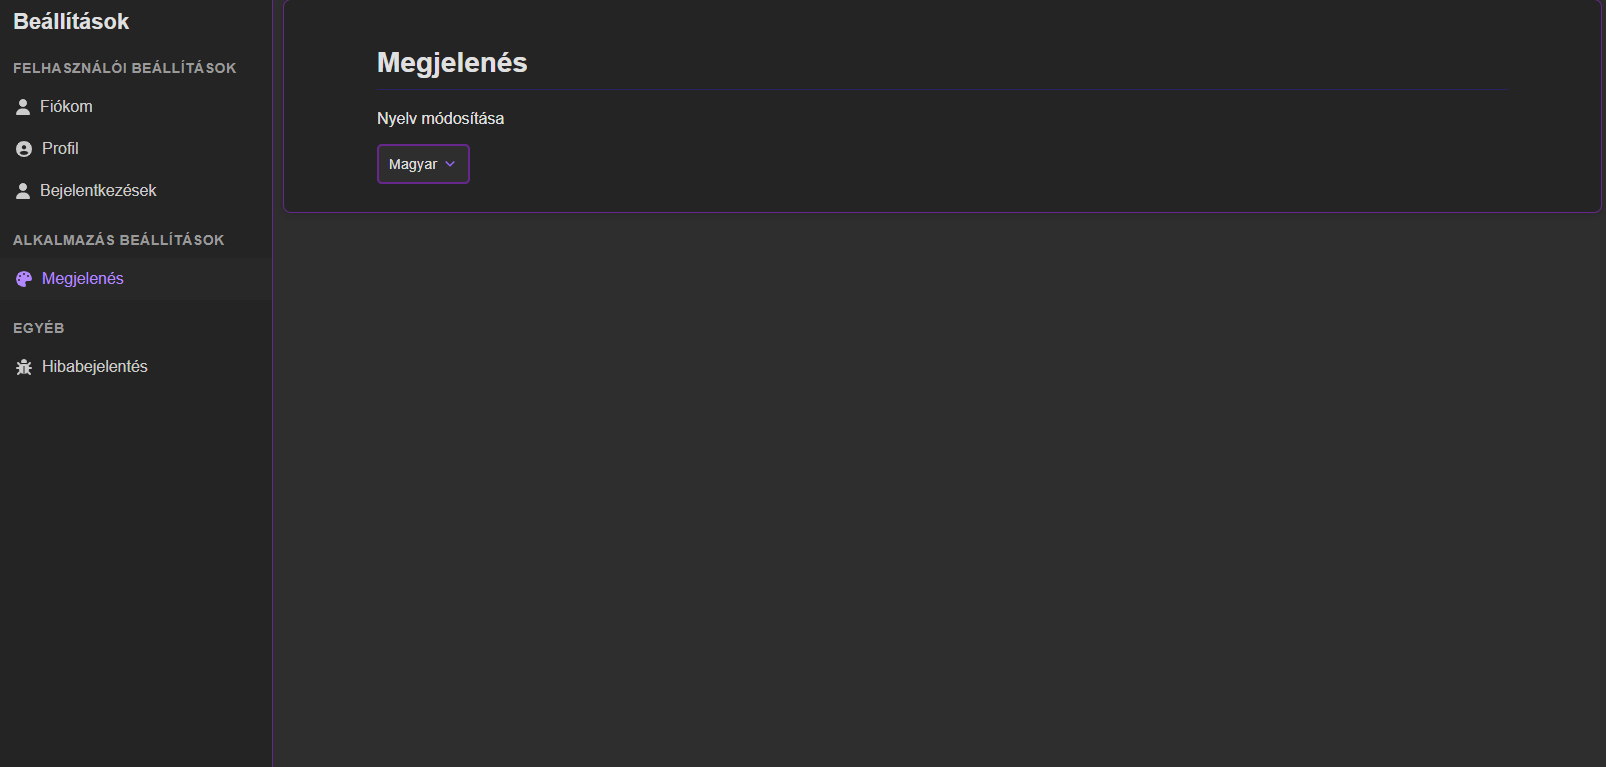 Beállítások
FELHASZNÁLÓI BEÁLLÍTÁSOK
Fiókom
Profil
Bejelentkezések
ALKALMAZÁS BEÁLLÍTÁSOK
Megjelenés
EGYÉB
Hibabejelentés
Megjelenés
Nyelv módosítása
Magyar